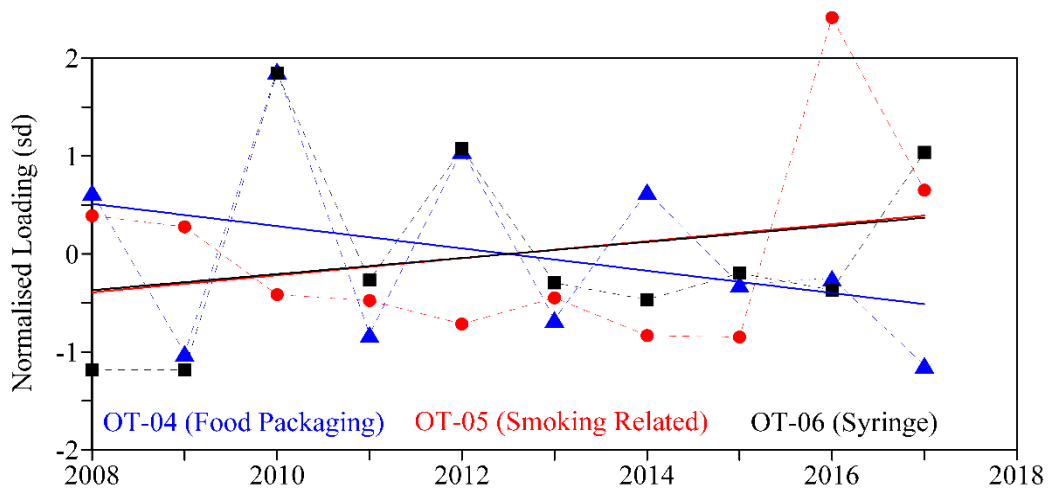 Normalised Loading (sd)
2
1
0
-1
-2
OT-04 (Food Packaging) OT-05 (Smoking Related) OT-06 (Syringe)
2008 2010 2012 2014 2016 2018